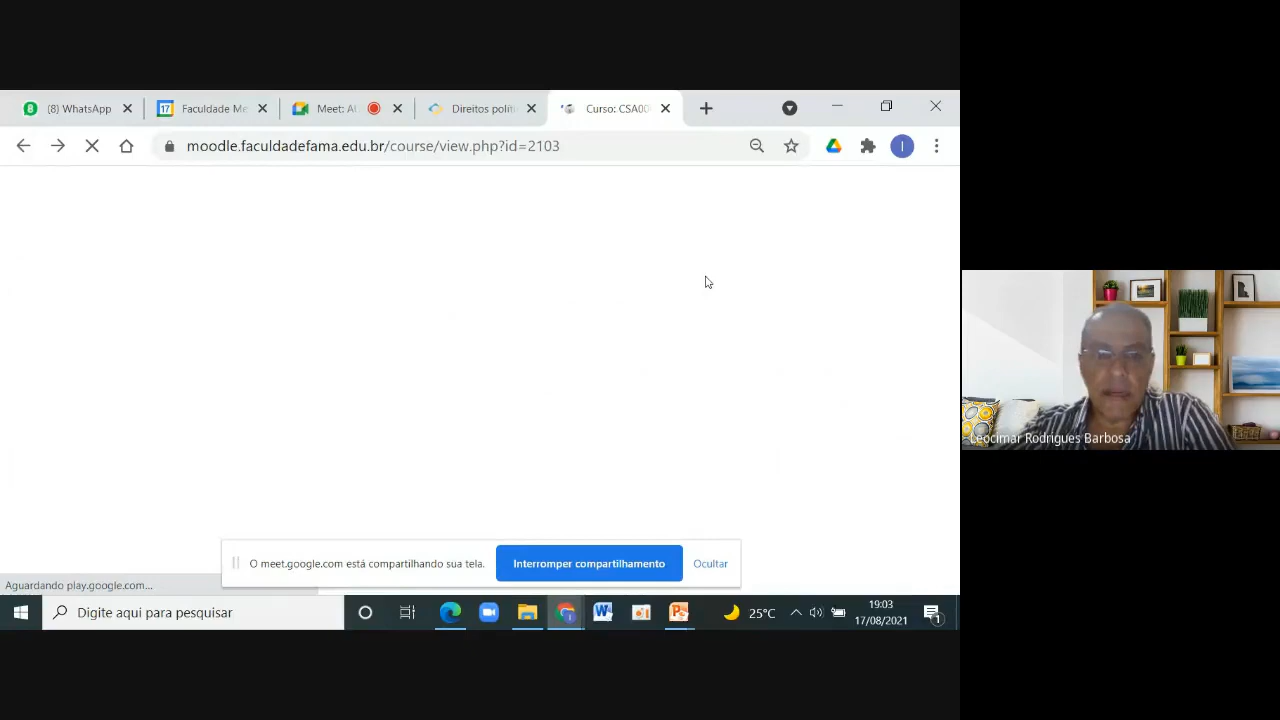 (8) WhatsApp
Faculdade Me
Meet: AU
Direitos polít
Curso: CSA00
moodle.faculdadefama.edu.br/course/view.php?id=2103
I
Leocimar Rodrigues Barbosa
O meet.google.com está compartilhando sua tela.
Interromper compartilhamento
Ocultar
Aguardando play.google.com...
Digite aqui para pesquisar
25°C
19:03
17/08/2021
1